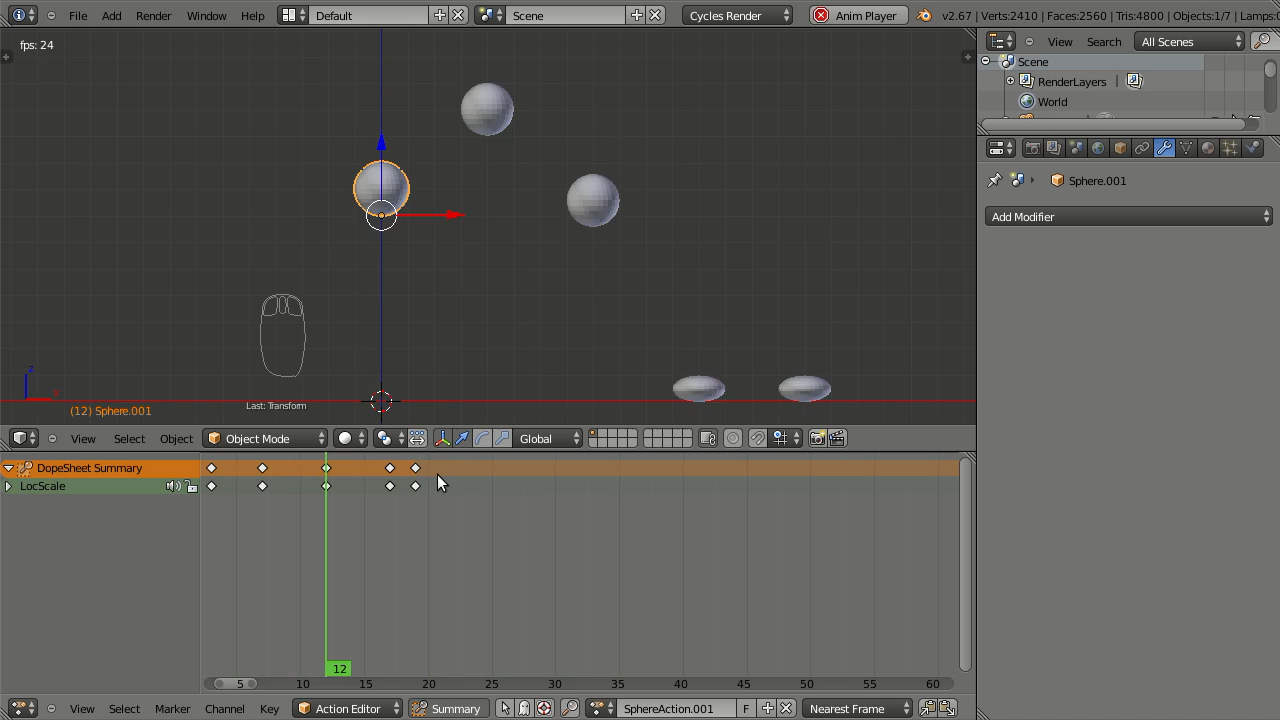 File Add Render Window Help Default Scene Cycles Render Anim Player v2.67 | Verts:2410 | Faces:2560 | Tris:4800 | Objects:1/7 | Lamps:
fps: 24
View Search All Scenes
Scene
RenderLayers
World
Sphere.001
Add Modifier
z
x
(12) Sphere.001
Last: Transform
View Select Object Object Mode Global
DopeSheet Summary
LocScale
12
5 10 15 20 25 30 35 40 45 50 55 60
View Select Marker Channel Key Action Editor Summary SphereAction.001 F Nearest Frame